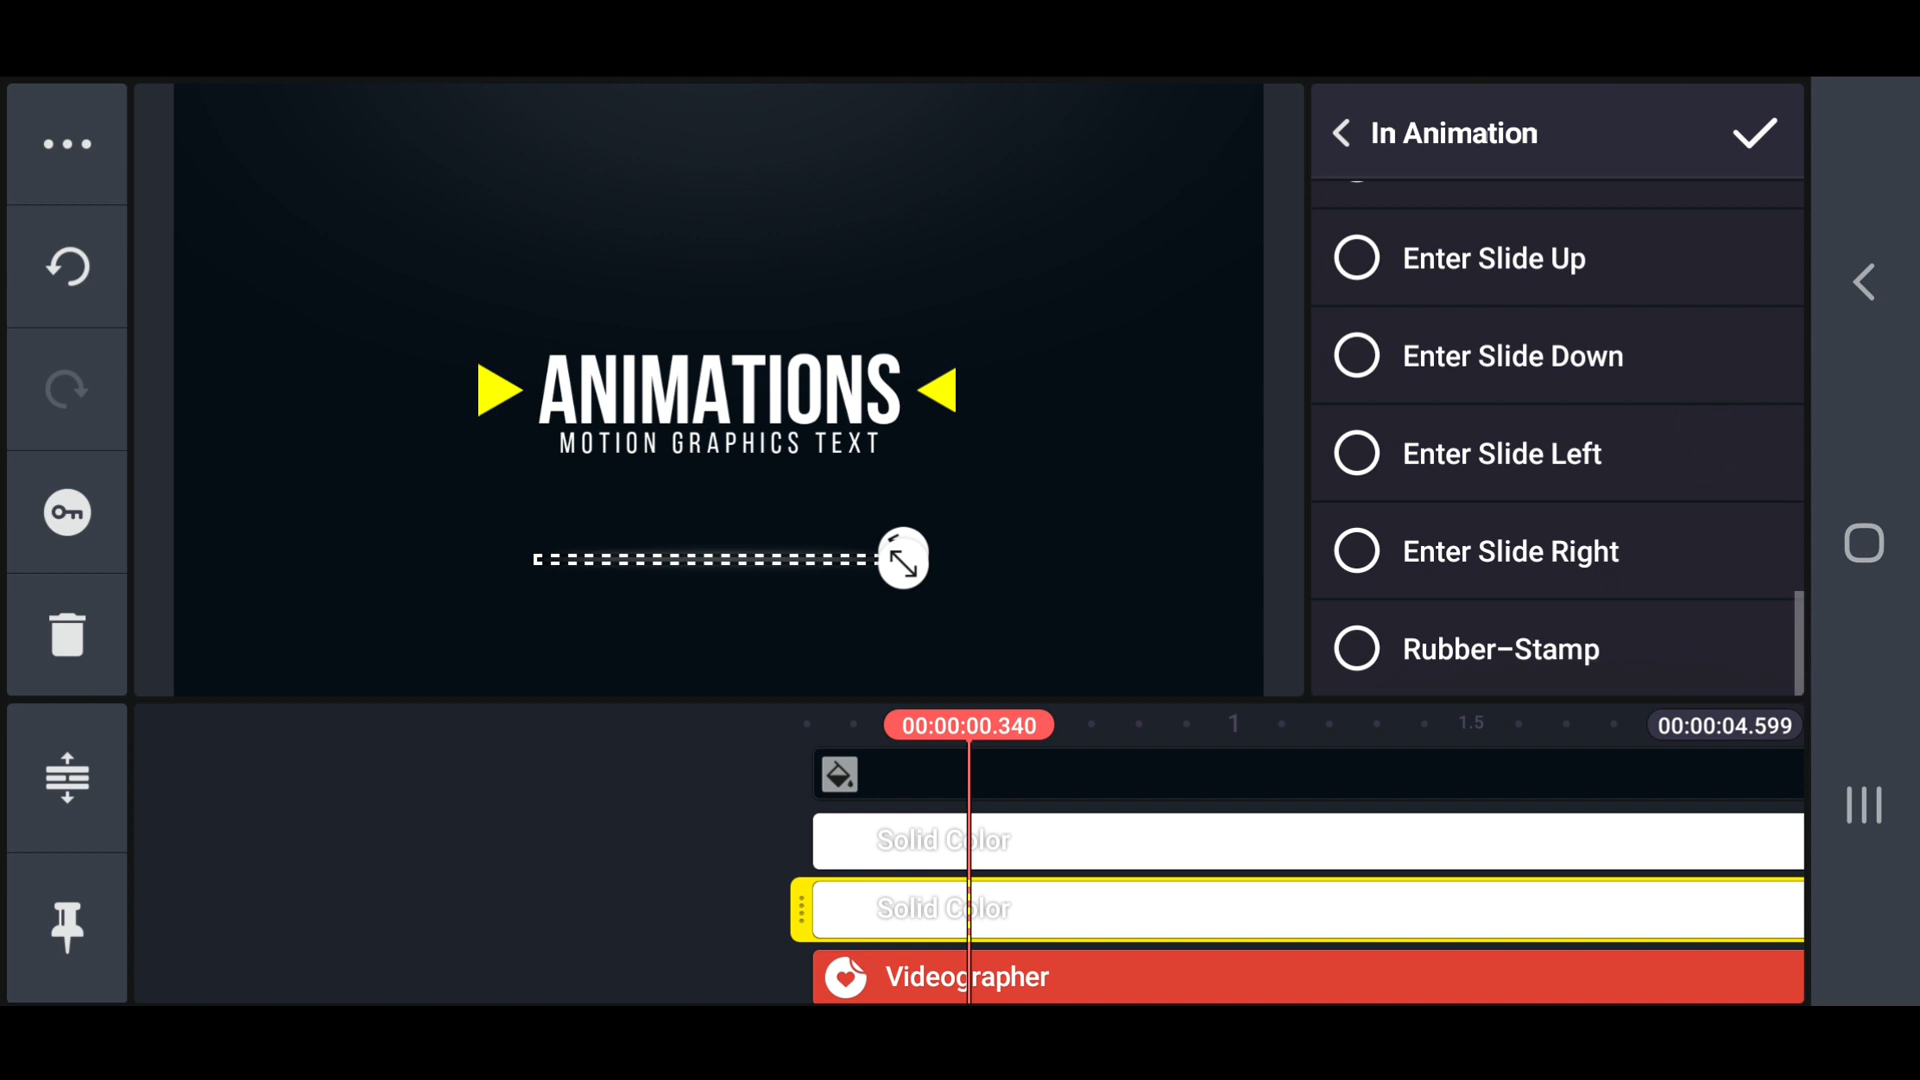 In Animation
Enter Slide Up
Enter Slide Down
Enter Slide Left
Enter Slide Right
Rubber–Stamp
ANIMATIONS
MOTION GRAPHICS TEXT
00:00:00.340
1
1.5
00:00:04.599
Solid Color
Solid Color
Videographer